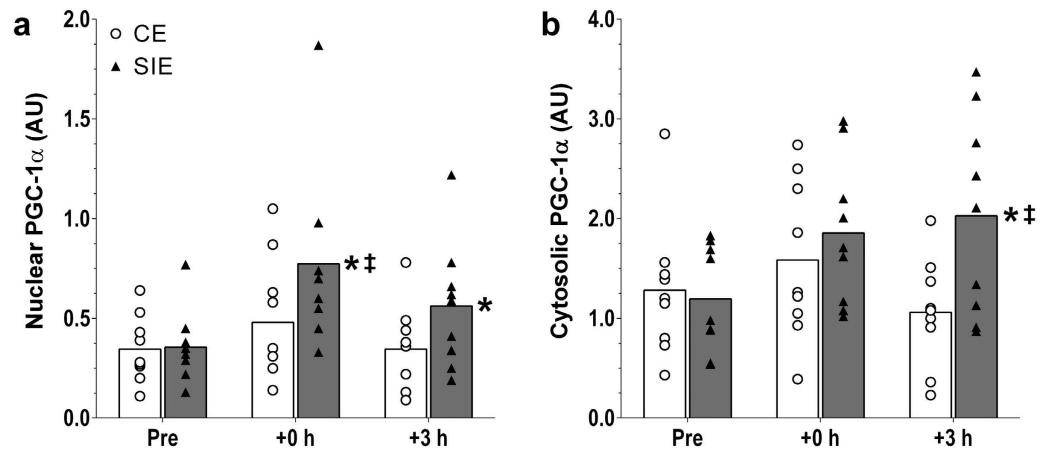 a
○ CE
▲ SIE
Nuclear PGC-1α (AU)
2.0
1.5
1.0
0.5
0.0
*‡
*
Pre
+0 h
+3 h
b
Cytosolic PGC-1α (AU)
4.0
3.0
2.0
1.0
0.0
*‡
Pre
+0 h
+3 h